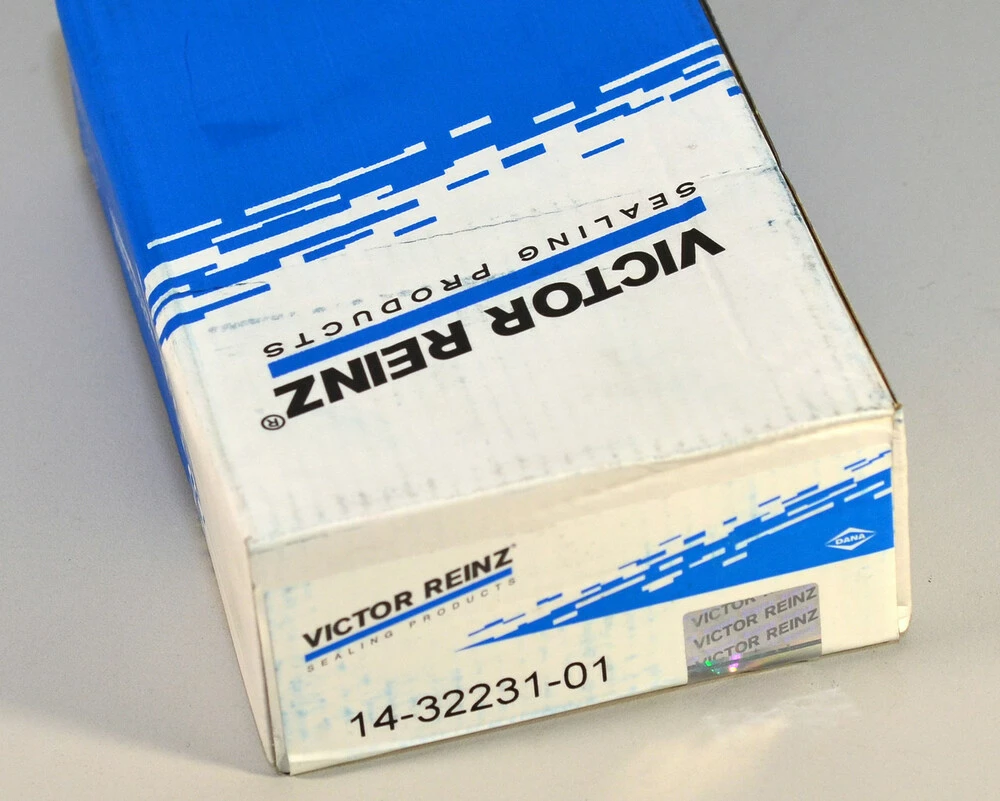 SEALING PRODUCTS
VICTOR REINZ®
VICTOR REINZ®
SEALING PRODUCTS
DANA
VICTOR REINZ
VICTOR REINZ
VICTOR REINZ
14-32231-01